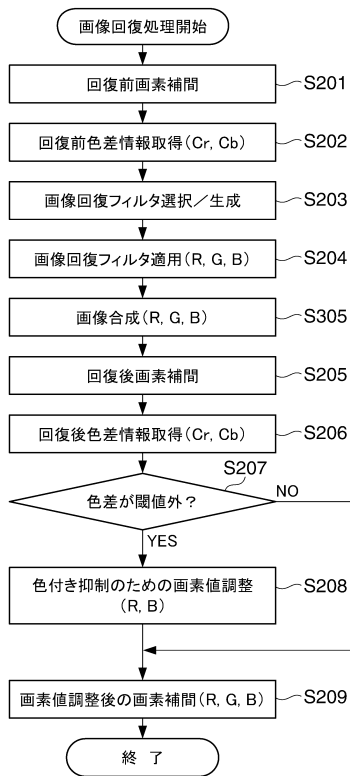 画像回復処理開始
回復前画素補間
S201
回復前色差情報取得(Cr, Cb)
S202
画像回復フィルタ選択／生成
S203
画像回復フィルタ適用(R, G, B)
S204
画像合成(R, G, B)
S305
回復後画素補間
S205
回復後色差情報取得(Cr, Cb)
S206
S207
色差が閾値外？
NO
YES
色付き抑制のための画素値調整
(R, B)
S208
画素値調整後の画素補間(R, G, B)
S209
終 了